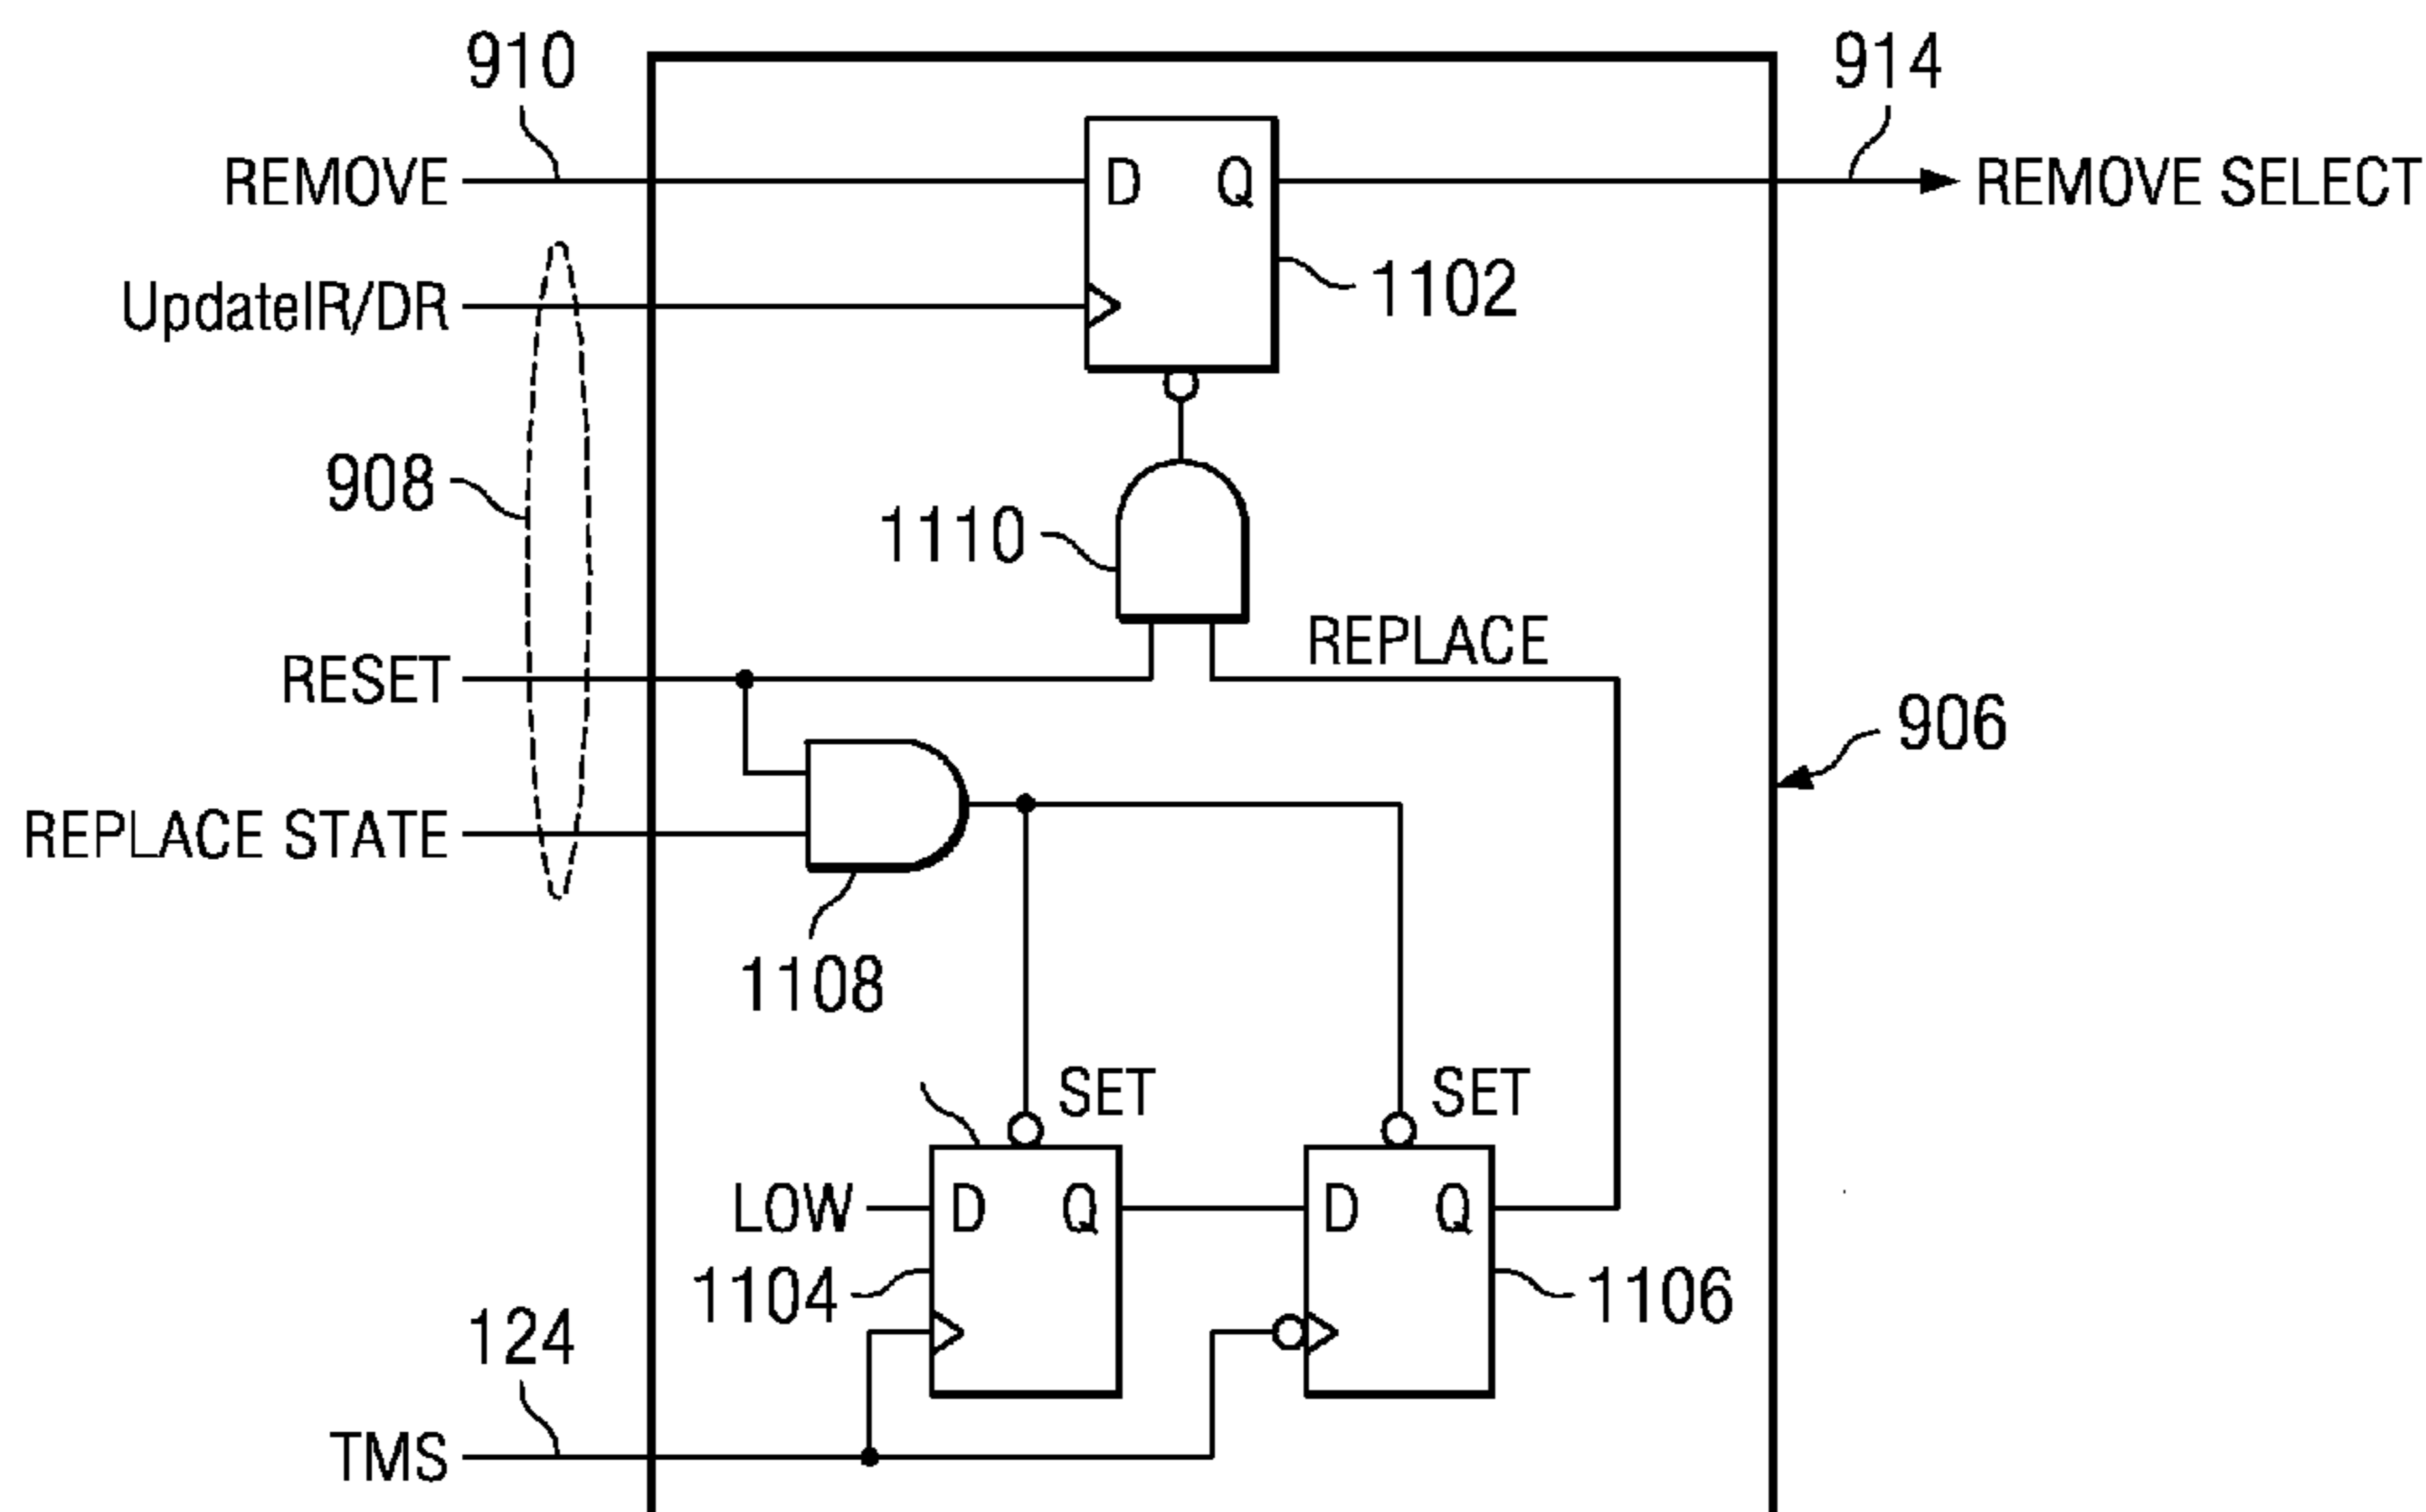 910
914
REMOVE
D Q
REMOVE SELECT
UpdateIR/DR
1102
908
1110
REPLACE
RESET
906
REPLACE STATE
1108
SET
SET
LOW
D Q
D Q
1104
1106
124
TMS